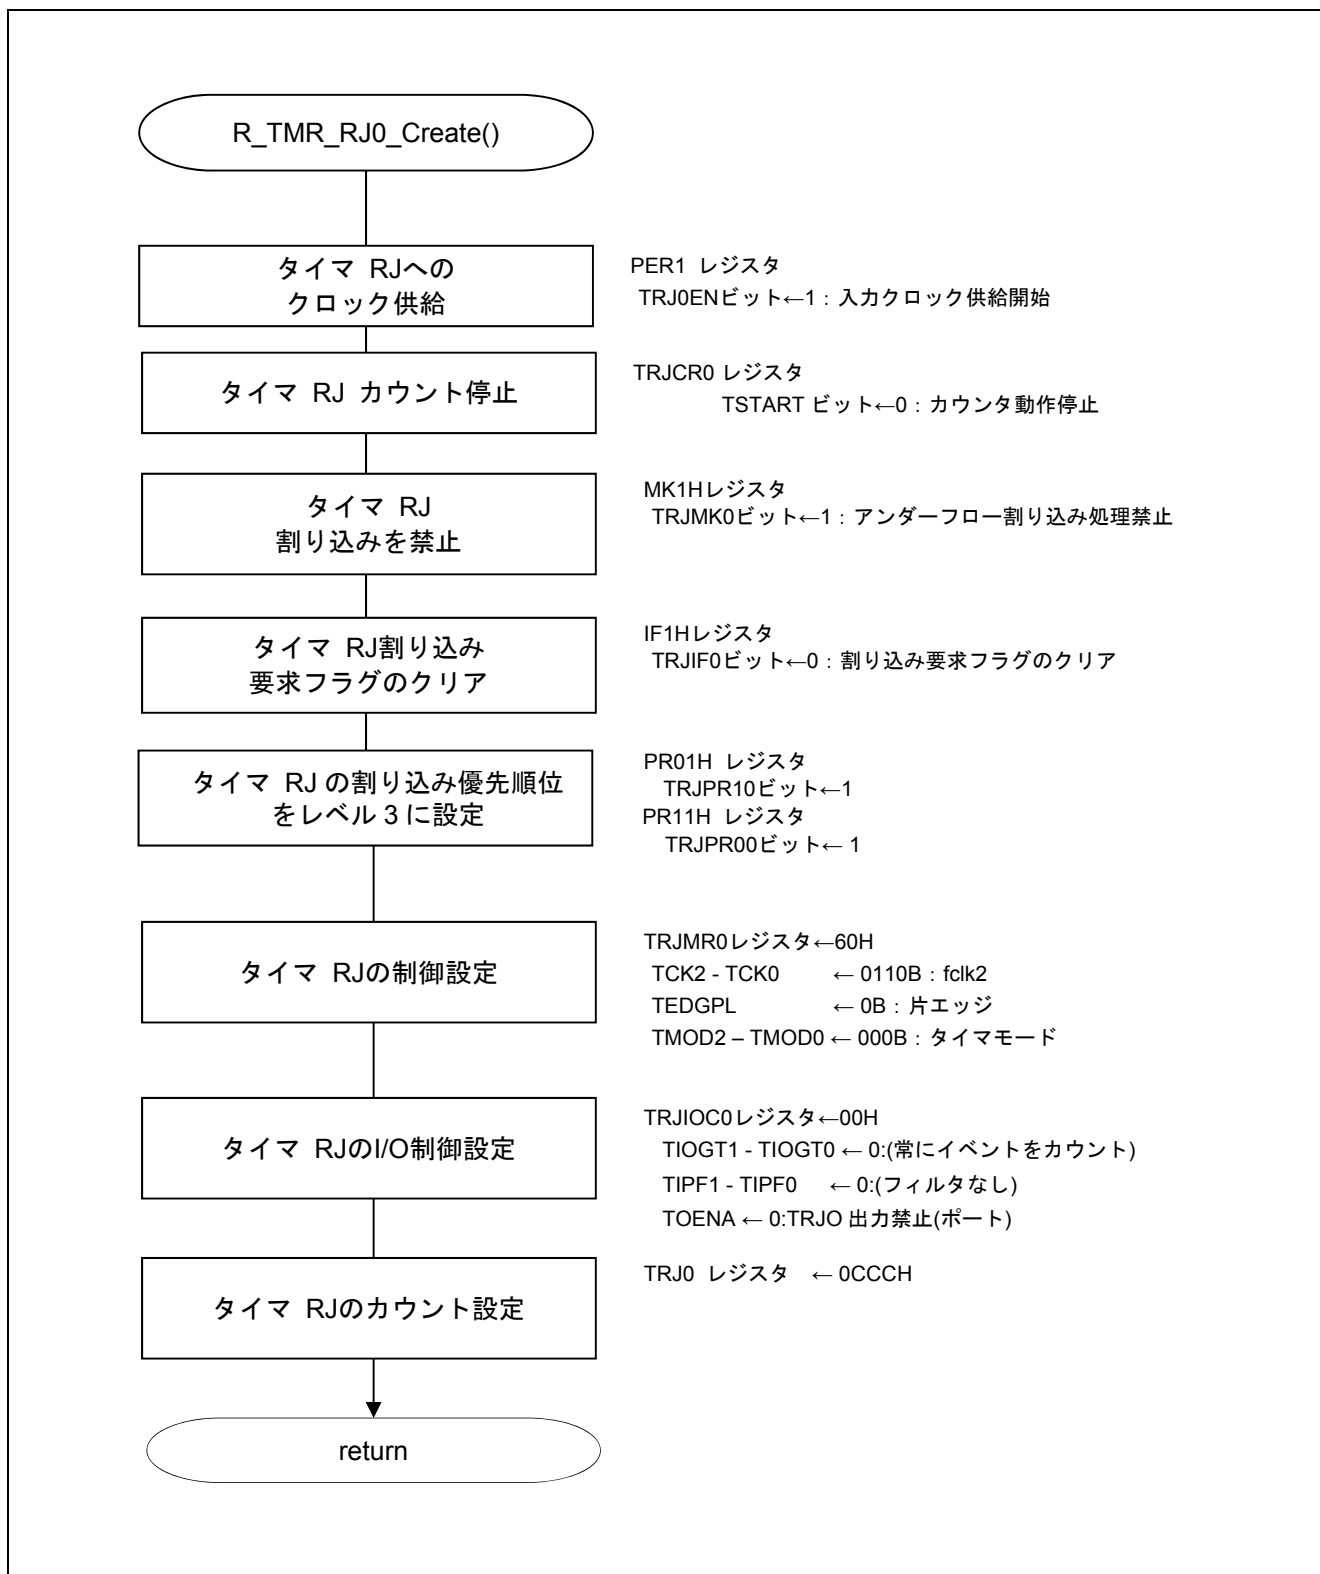 R_TMR_RJ0_Create()
タイマ RJへの
クロック供給
PER1 レジスタ
TRJ0ENビット←1：入力クロック供給開始
タイマ RJ カウント停止
TRJCR0 レジスタ
TSTART ビット←0：カウンタ動作停止
タイマ RJ
割り込みを禁止
MK1Hレジスタ
TRJMK0ビット←1：アンダーフロー割り込み処理禁止
タイマ RJ割り込み
要求フラグのクリア
IF1Hレジスタ
TRJIF0ビット←0：割り込み要求フラグのクリア
タイマ RJ の割り込み優先順位
をレベル 3 に設定
PR01H レジスタ
TRJPR10ビット←1
PR11H レジスタ
TRJPR00ビット← 1
タイマ RJの制御設定
TRJMR0レジスタ←60H
TCK2 - TCK0 ← 0110B：fclk2
TEDGPL ← 0B：片エッジ
TMOD2 – TMOD0 ← 000B：タイマモード
タイマ RJのI/O制御設定
TRJIOC0レジスタ←00H
TIOGT1 - TIOGT0 ← 0:(常にイベントをカウント)
TIPF1 - TIPF0 ← 0:(フィルタなし)
TOENA ← 0:TRJO 出力禁止(ポート)
タイマ RJのカウント設定
TRJ0 レジスタ ← 0CCCH
return